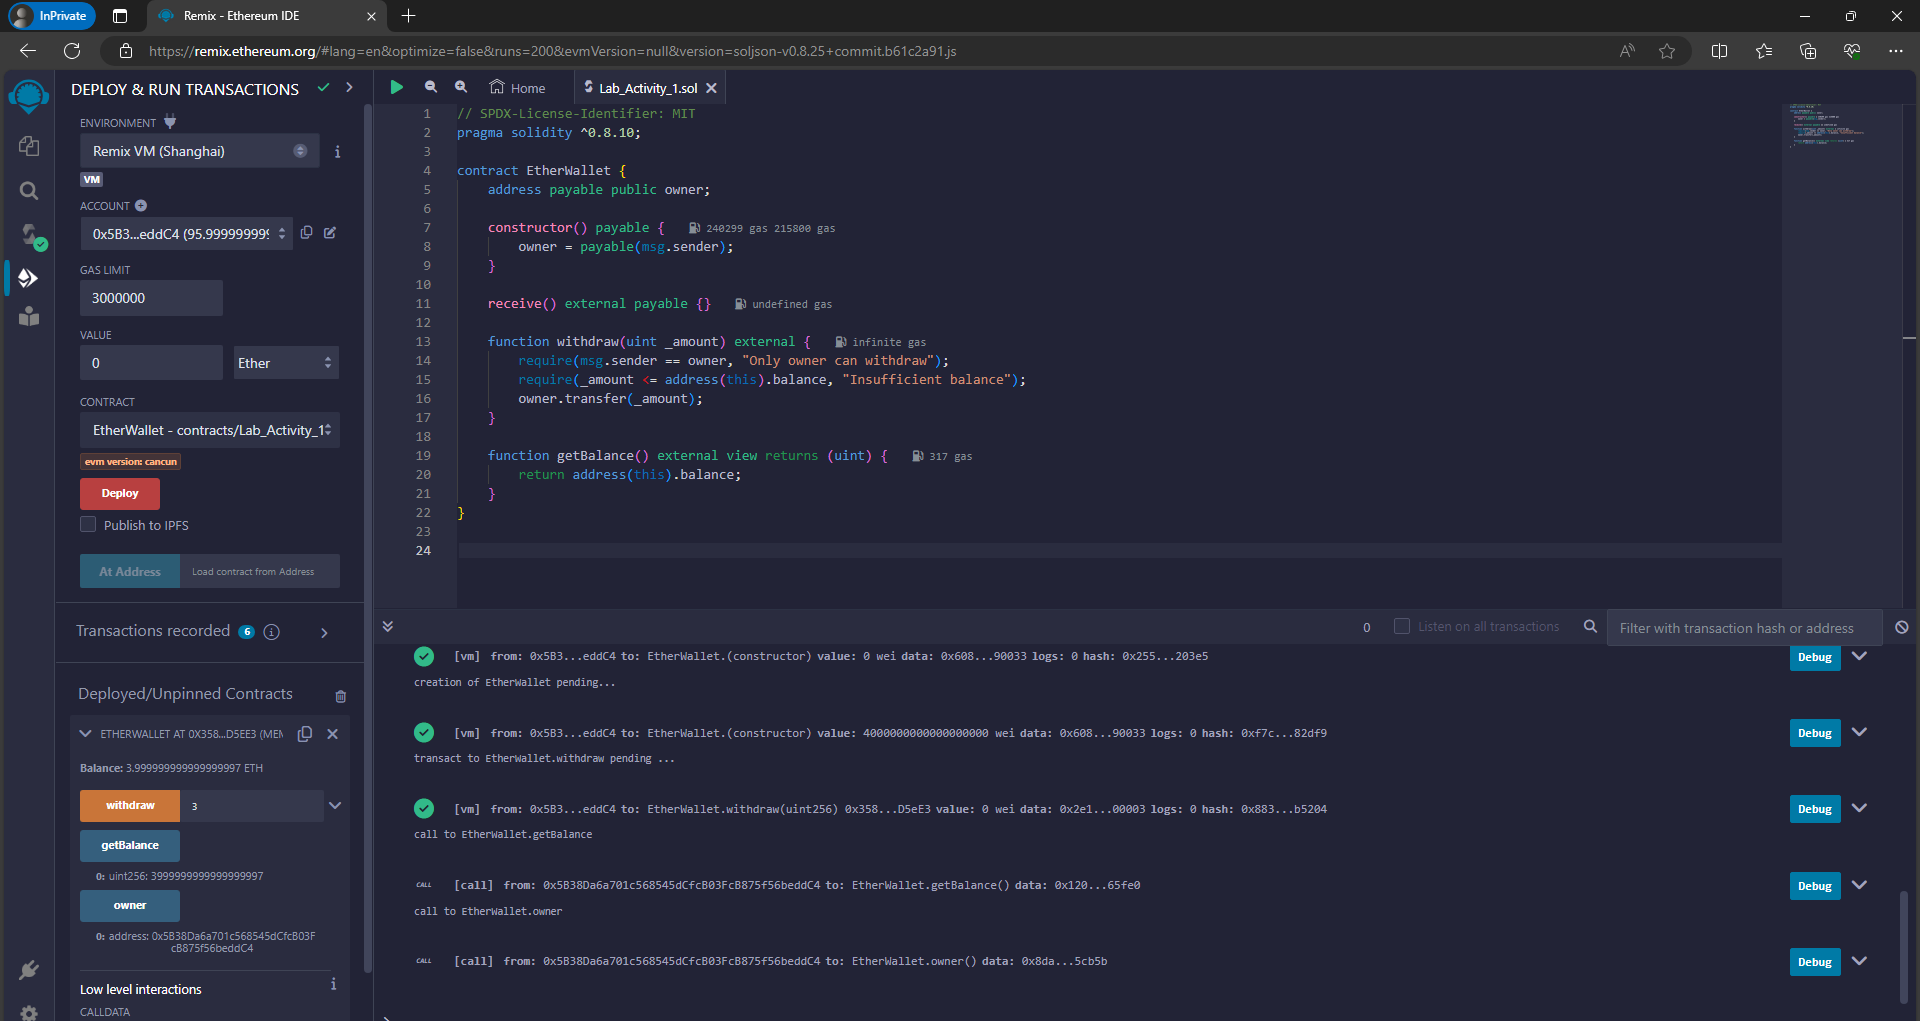 InPrivate
Remix - Ethereum IDE
https://remix.ethereum.org/#lang=en&optimize=false&runs=200&evmVersion=null&version=soljson-v0.8.25+commit.b61c2a91.js
DEPLOY & RUN TRANSACTIONS
ENVIRONMENT
Remix VM (Shanghai)
VM
ACCOUNT
0x5B3...eddC4 (95.999999999
GAS LIMIT
3000000
VALUE
0
Ether
CONTRACT
EtherWallet - contracts/Lab_Activity_1
evm version: cancun
Deploy
Publish to IPFS
At Address
Load contract from Address
Transactions recorded 6
Deployed/Unpinned Contracts
ETHERWALLET AT 0X358...D5EE3 (MEM
Balance: 3.999999999999999997 ETH
withdraw 3
getBalance
0: uint256: 3999999999999999997
owner
0: address: 0x5B38Da6a701c568545dCfcB03F
cB875f56beddC4
Low level interactions
CALLDATA
Home
Lab_Activity_1.sol
1 // SPDX-License-Identifier: MIT
2 pragma solidity ^0.8.10;
3
4 contract EtherWallet {
5 address payable public owner;
6
7 constructor() payable { 240299 gas 215800 gas
8 owner = payable(msg.sender);
9 }
10
11 receive() external payable {} undefined gas
12
13 function withdraw(uint _amount) external { infinite gas
14 require(msg.sender == owner, "Only owner can withdraw");
15 require(_amount <= address(this).balance, "Insufficient balance");
16 owner.transfer(_amount);
17 }
18
19 function getBalance() external view returns (uint) { 317 gas
20 return address(this).balance;
21 }
22 }
23
24
0
Listen on all transactions
Filter with transaction hash or address
[vm] from: 0x5B3...eddC4 to: EtherWallet.(constructor) value: 0 wei data: 0x608...90033 logs: 0 hash: 0x255...203e5
Debug
creation of EtherWallet pending...
[vm] from: 0x5B3...eddC4 to: EtherWallet.(constructor) value: 4000000000000000000 wei data: 0x608...90033 logs: 0 hash: 0xf7c...82df9
Debug
transact to EtherWallet.withdraw pending ...
[vm] from: 0x5B3...eddC4 to: EtherWallet.withdraw(uint256) 0x358...D5eE3 value: 0 wei data: 0x2e1...00003 logs: 0 hash: 0x883...b5204
Debug
call to EtherWallet.getBalance
CALL [call] from: 0x5B38Da6a701c568545dCfcB03FcB875f56beddC4 to: EtherWallet.getBalance() data: 0x120...65fe0
Debug
call to EtherWallet.owner
CALL [call] from: 0x5B38Da6a701c568545dCfcB03FcB875f56beddC4 to: EtherWallet.owner() data: 0x8da...5cb5b
Debug